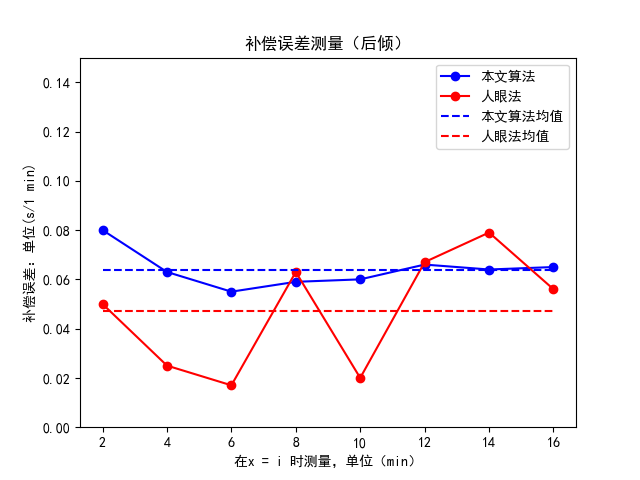 补偿误差测量（后倾）
本文算法
人眼法
本文算法均值
人眼法均值
0.14
0.12
0.10
0.08
0.06
0.04
0.02
0.00
补偿误差: 单位(s/1 min)
2 4 6 8 10 12 14 16
在x = i 时测量，单位（min）